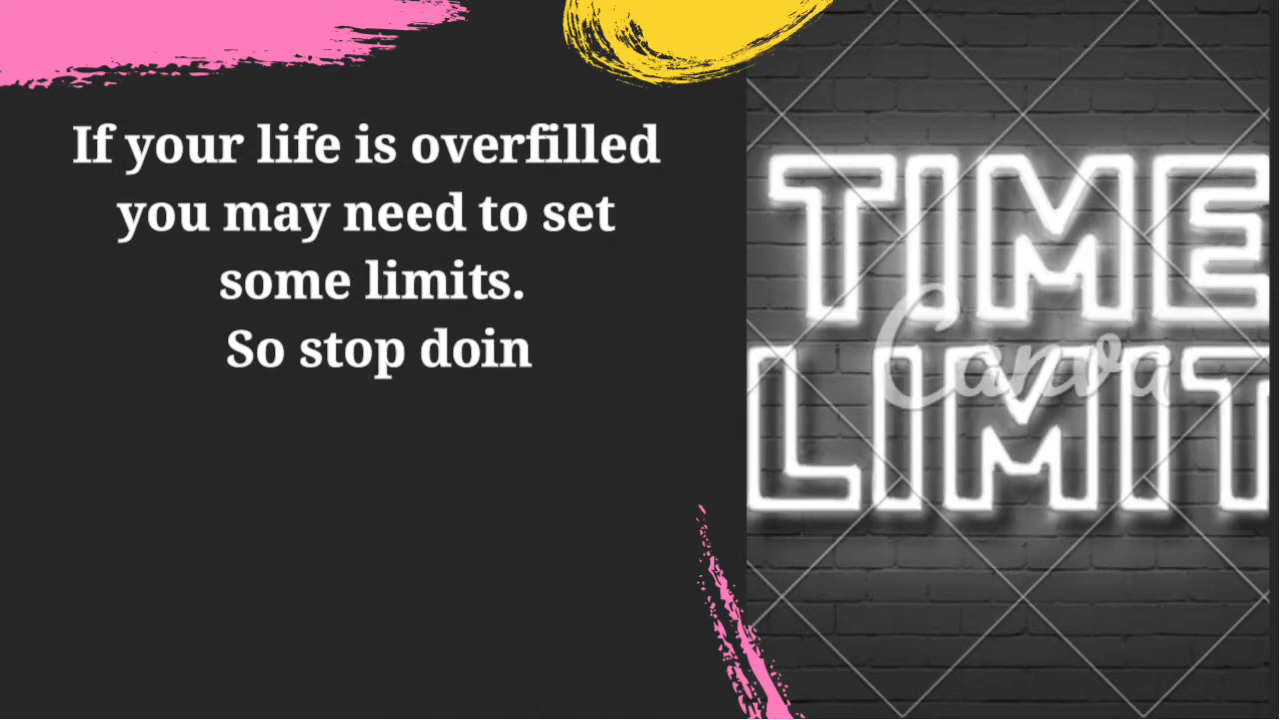 If your life is overfilled
you may need to set
some limits.
So stop doin
TIME
LIMIT
Canva